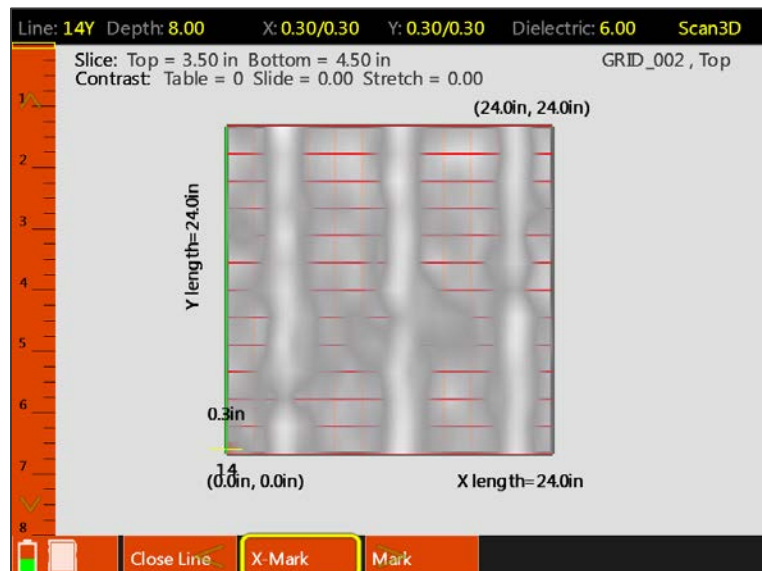 Line: 14Y Depth: 8.00 X: 0.30/0.30 Y: 0.30/0.30 Dielectric: 6.00 Scan3D
Slice: Top = 3.50 in Bottom = 4.50 in GRID_002 , Top
Contrast: Table = 0 Slide = 0.00 Stretch = 0.00
(24.0in, 24.0in)
1
2
3
4
5
6
7
8
Y length=24.0in
0.3in
14
(0.0in, 0.0in) X length=24.0in
Close Line X-Mark Mark